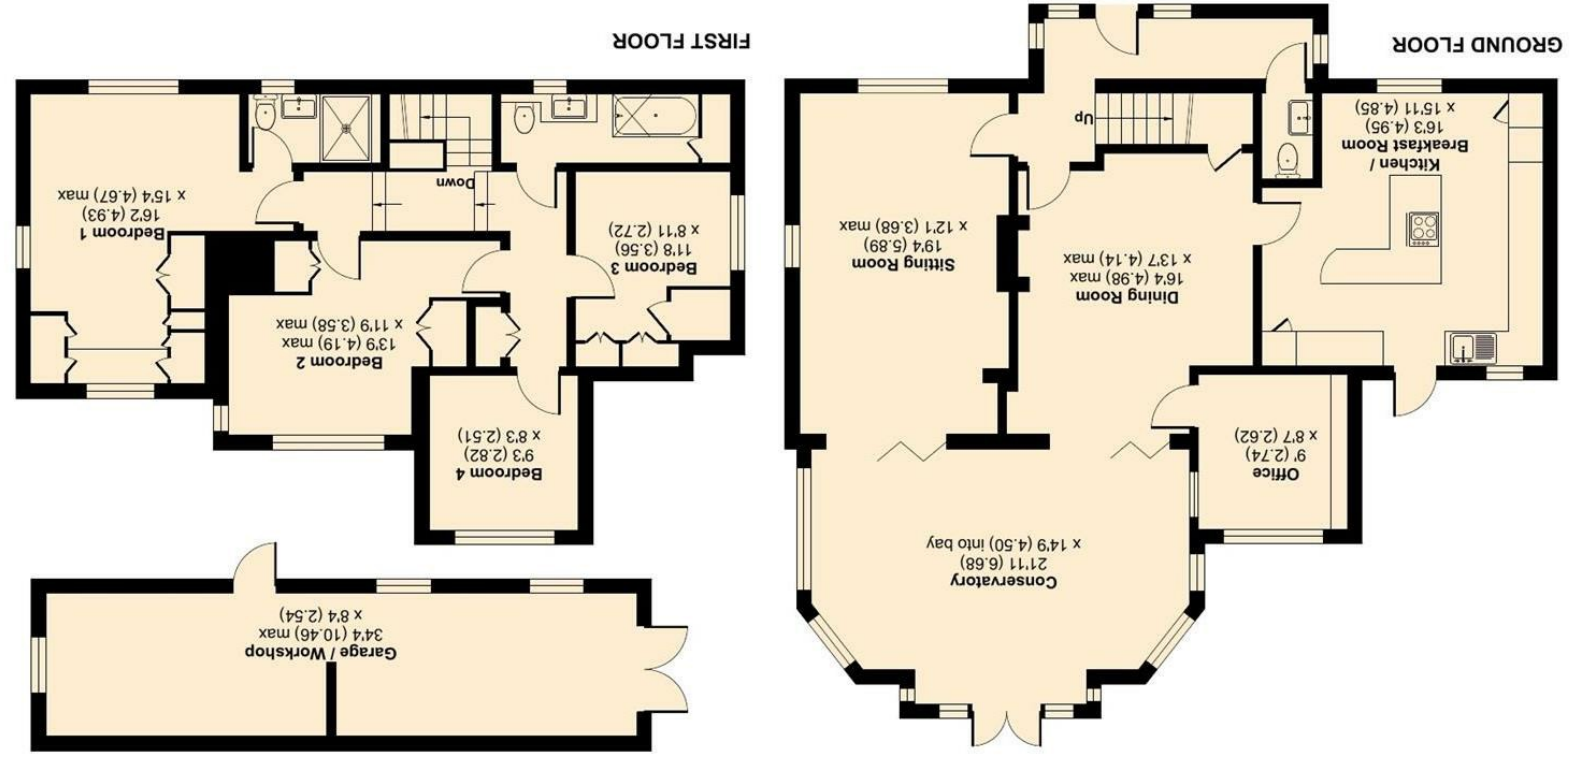 Garage / Workshop
34'4 (10.46) max
x 8'4 (2.54)
Conservatory
21'11 (6.68)
x 14'9 (4.50) into bay
Office
9' (2.74)
x 8'7 (2.62)
Bedroom 4
9'3 (2.82)
x 8'3 (2.51)
Bedroom 2
13'9 (4.19)
x 11'9 (3.58) max
Bedroom 3
11'8 (3.56)
x 8'11 (2.72)
Bedroom 1
16'2 (4.93)
x 15'4 (4.67) max
Down
Dining Room
16'4 (4.98) max
x 13'7 (4.14) max
Sitting Room
19'4 (5.89)
x 12'1 (3.68) max
Kitchen /
Breakfast Room
16'3 (4.95)
x 15'11 (4.85)
Up
GROUND FLOOR
FIRST FLOOR